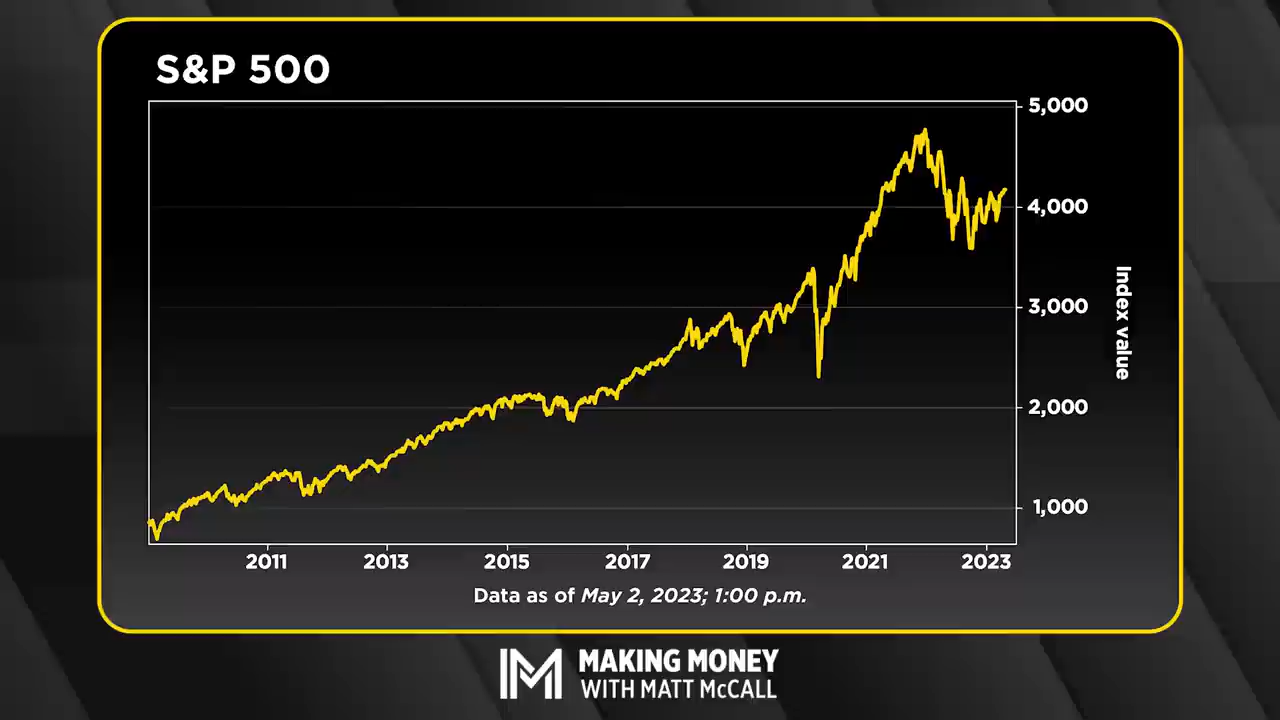 S&P 500
5,000
4,000
3,000
2,000
1,000
Index value
2011 2013 2015 2017 2019 2021 2023
Data as of May 2, 2023; 1:00 p.m.
M MAKING MONEY
WITH MATT McCALL